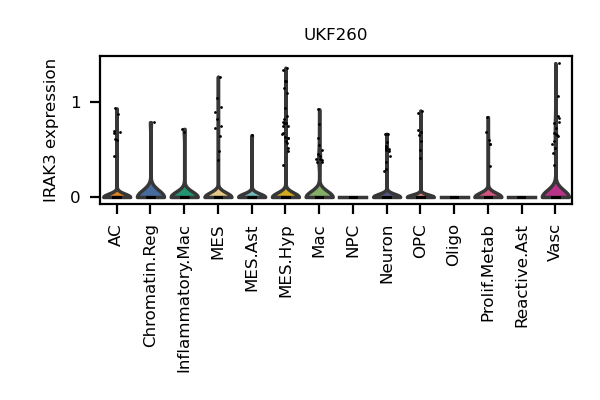 UKF260
IRAK3 expression
1
0
AC
Chromatin.Reg
Inflammatory.Mac
MES
MES.Ast
MES.Hyp
Mac
NPC
Neuron
OPC
Oligo
Prolif.Metab
Reactive.Ast
Vasc